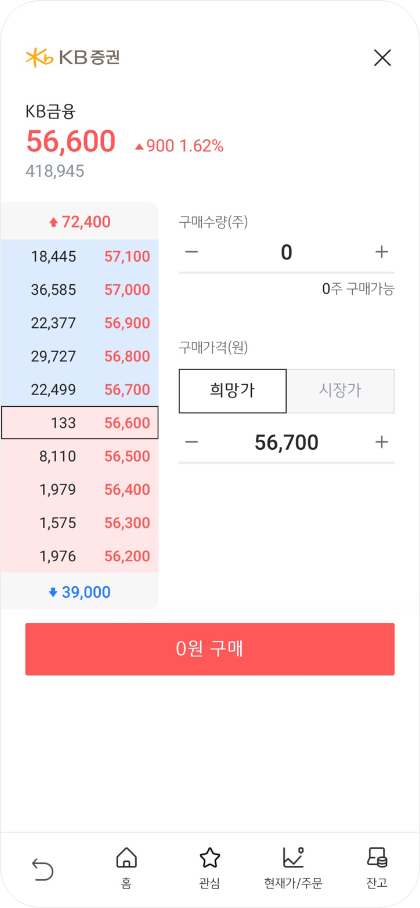 KB 증권
KB금융
56,600 ▲900 1.62%
418,945
72,400
18,445 57,100
36,585 57,000
22,377 56,900
29,727 56,800
22,499 56,700
133 56,600
8,110 56,500
1,979 56,400
1,575 56,300
1,976 56,200
39,000
구매수량(주)
− 0 +
0주 구매가능
구매가격(원)
희망가 시장가
− 56,700 +
0원 구매
홈 관심 현재가/주문 잔고